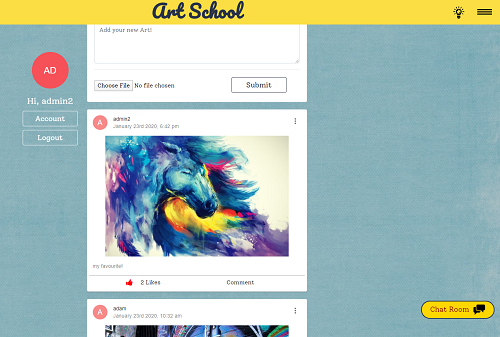 Art School
Add your new Art!
Choose File No file chosen
Submit
AD
Hi, admin2
Account
Logout
A
admin2
January 23rd 2020, 6:42 pm
my favourite!
2 Likes
Comment
A
adam
January 23rd 2020, 10:32 am
Chat Room